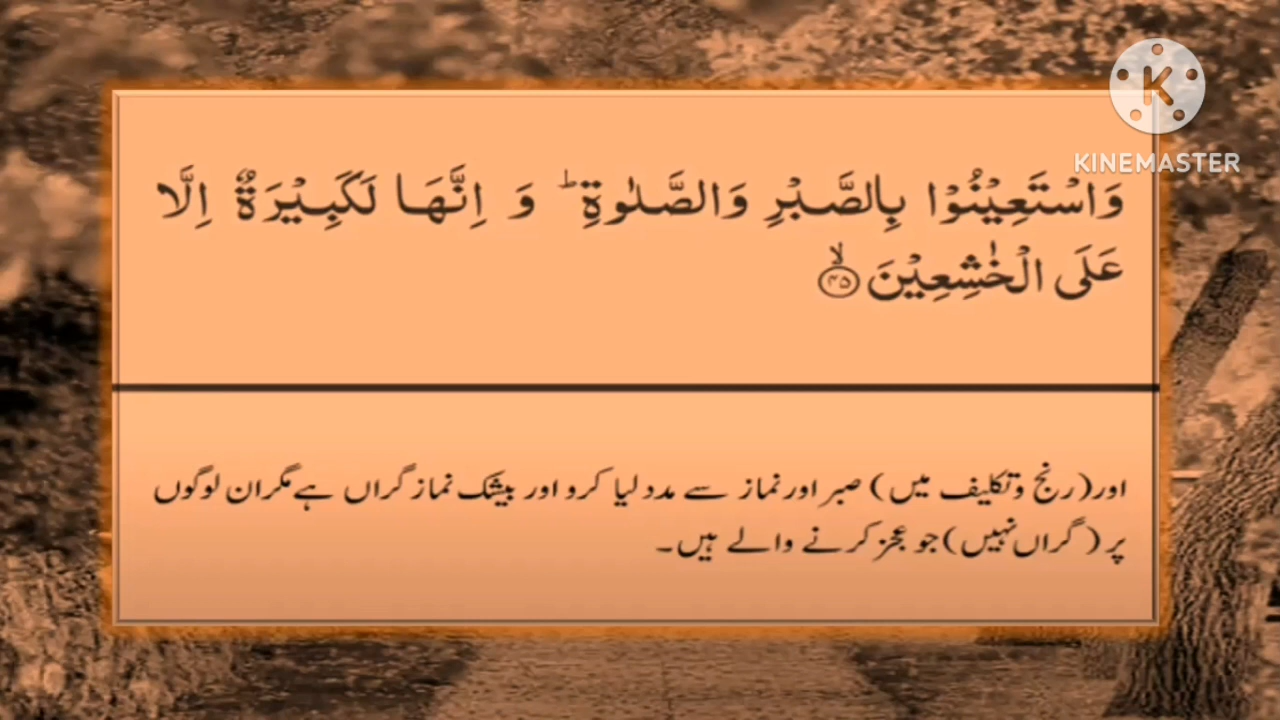 KINEMASTER
وَاسْتَعِيْنُوْا بِالصَّبْرِ وَالصَّلٰوةِ ؕ وَ اِنَّهَا لَكَبِيْرَةٌ اِلَّا
عَلَى الْخٰشِعِيْنَ ۙ﴿۴۵﴾
اور(رنج وتکلیف میں) صبر اور نماز سے مدد لیا کرو اور بیشک نماز گراں ہے مگر ان لوگوں
پر (گراں نہیں) جو عجز کرنے والے ہیں۔